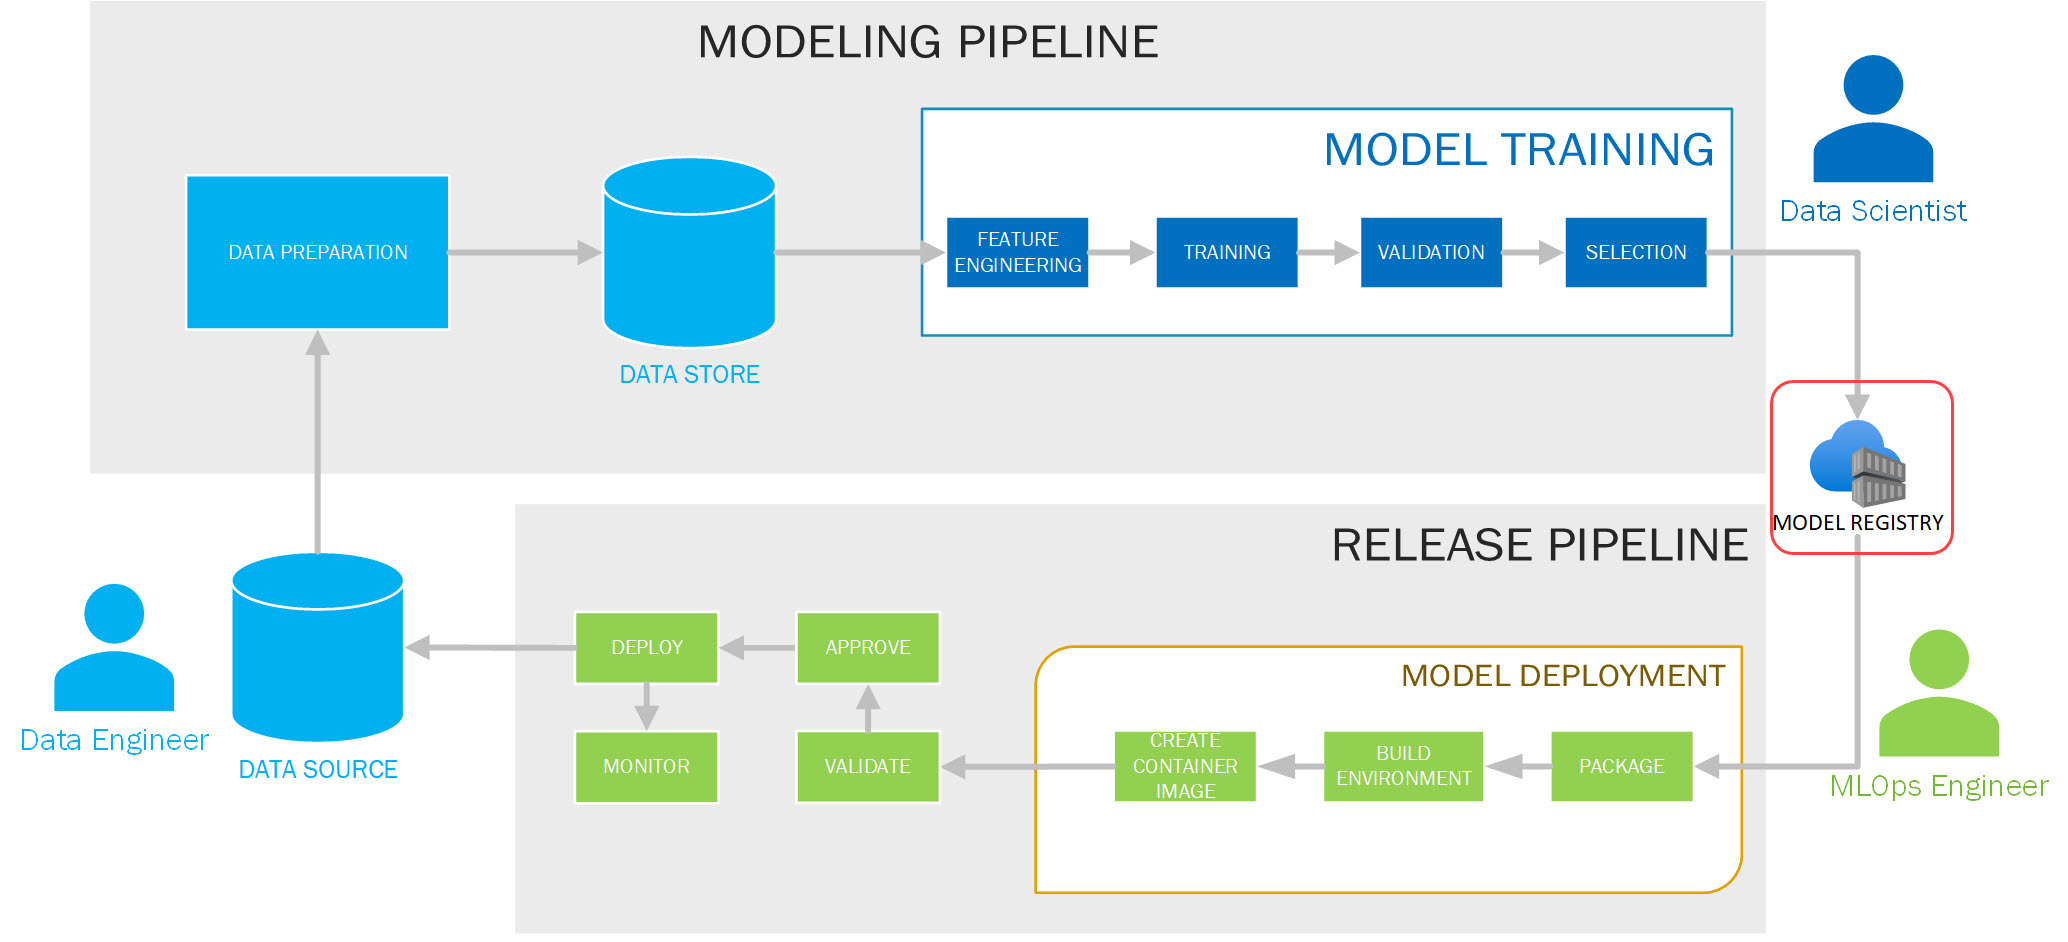 MODELING PIPELINE
MODEL TRAINING
Data Scientist
DATA PREPARATION
FEATURE
ENGINEERING
TRAINING
VALIDATION
SELECTION
DATA STORE
MODEL REGISTRY
RELEASE PIPELINE
DEPLOY
APPROVE
MODEL DEPLOYMENT
Data Engineer
DATA SOURCE
MONITOR
VALIDATE
CREATE
CONTAINER
IMAGE
BUILD
ENVIRONMENT
PACKAGE
MLOps Engineer